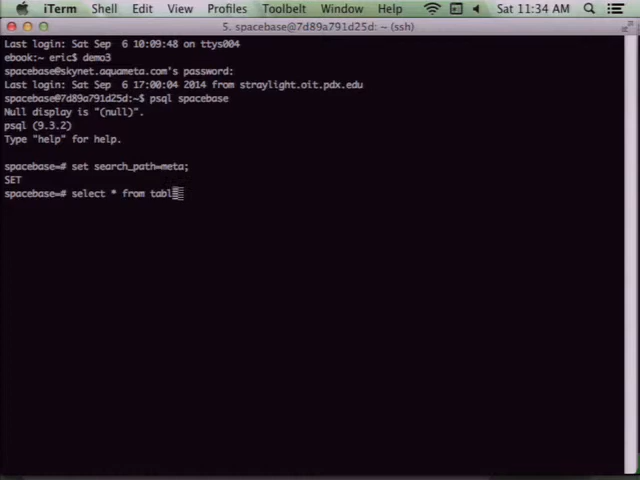 iTerm Shell Edit View Profiles Toolbelt Window Help Sat 11:34 AM
5. spacebase@7d89a791d25d: ~ (ssh)
Last login: Sat Sep  6 10:09:48 on ttys004
ebook:~ eric$ demo3
spacebase@skynet.aquameta.com's password:
Last login: Sat Sep  6 17:00:04 2014 from straylight.oit.pdx.edu
spacebase@7d89a791d25d:~$ psql spacebase
Null display is "(null)".
psql (9.3.2)
Type "help" for help.
spacebase=# set search_path=meta;
SET
spacebase=# select * from tabl